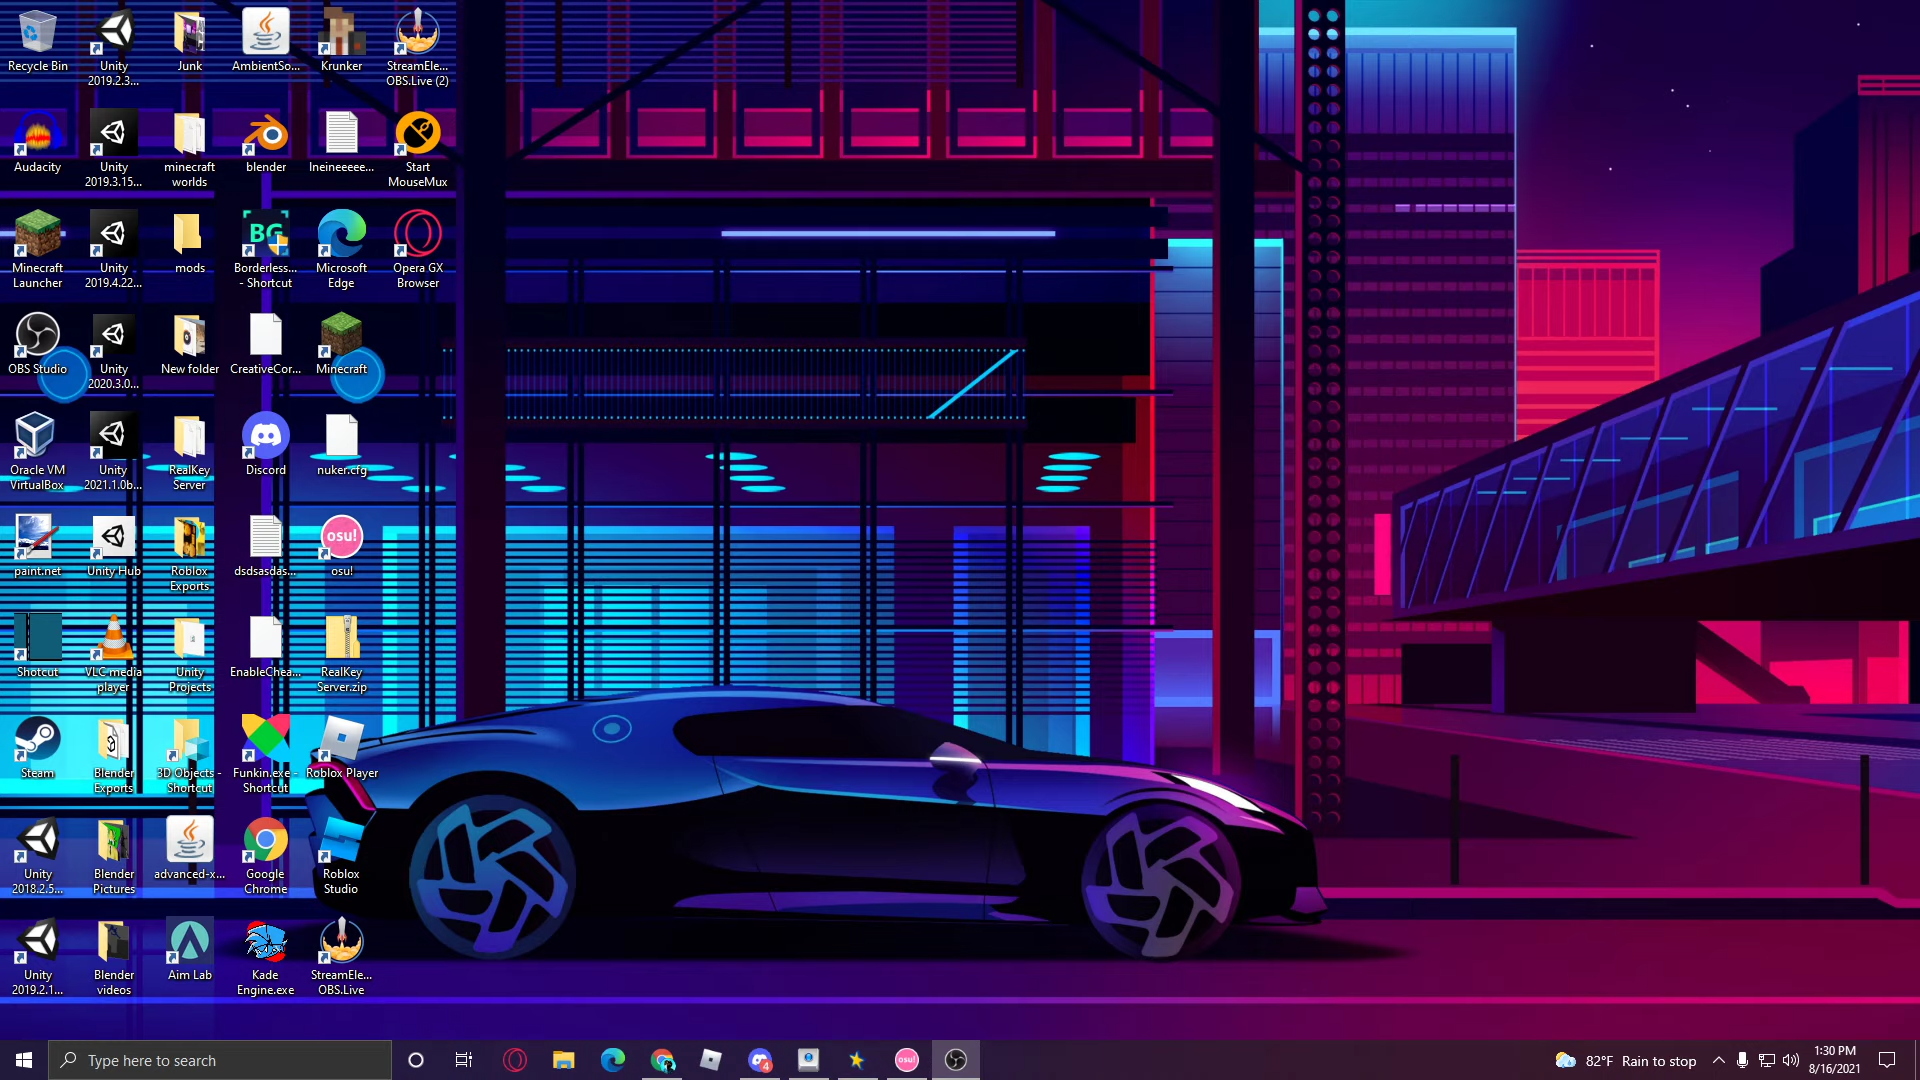 Recycle Bin
Unity
2019.2.3...
Junk
AmbientSo...
Krunker
StreamEle...
OBS.Live (2)
Audacity
Unity
2019.3.15...
minecraft
worlds
blender
Ineineeeee...
Start
MouseMux
Minecraft
Launcher
Unity
2019.4.22...
mods
BG
Borderless...
- Shortcut
Microsoft
Edge
Opera GX
Browser
OBS Studio
Unity
2020.3.0...
New folder
CreativeCor...
Minecraft
Oracle VM
VirtualBox
Unity
2021.1.0b...
RealKey
Server
Discord
nuker.cfg
paint.net
Unity Hub
Roblox
Exports
dsdsasdas...
osu!
osu!
Shotcut
VLC media
player
Unity
Projects
EnableChea...
RealKey
Server.zip
Steam
Blender
Exports
3D Objects -
Shortcut
Funkin.exe -
Shortcut
Roblox Player
Unity
2018.2.5...
Blender
Pictures
advanced-x...
Google
Chrome
Roblox
Studio
Unity
2019.2.1...
Blender
videos
Aim Lab
Kade
Engine.exe
StreamEle...
OBS.Live
Type here to search
4
osu!
82°F Rain to stop
1:30 PM
8/16/2021